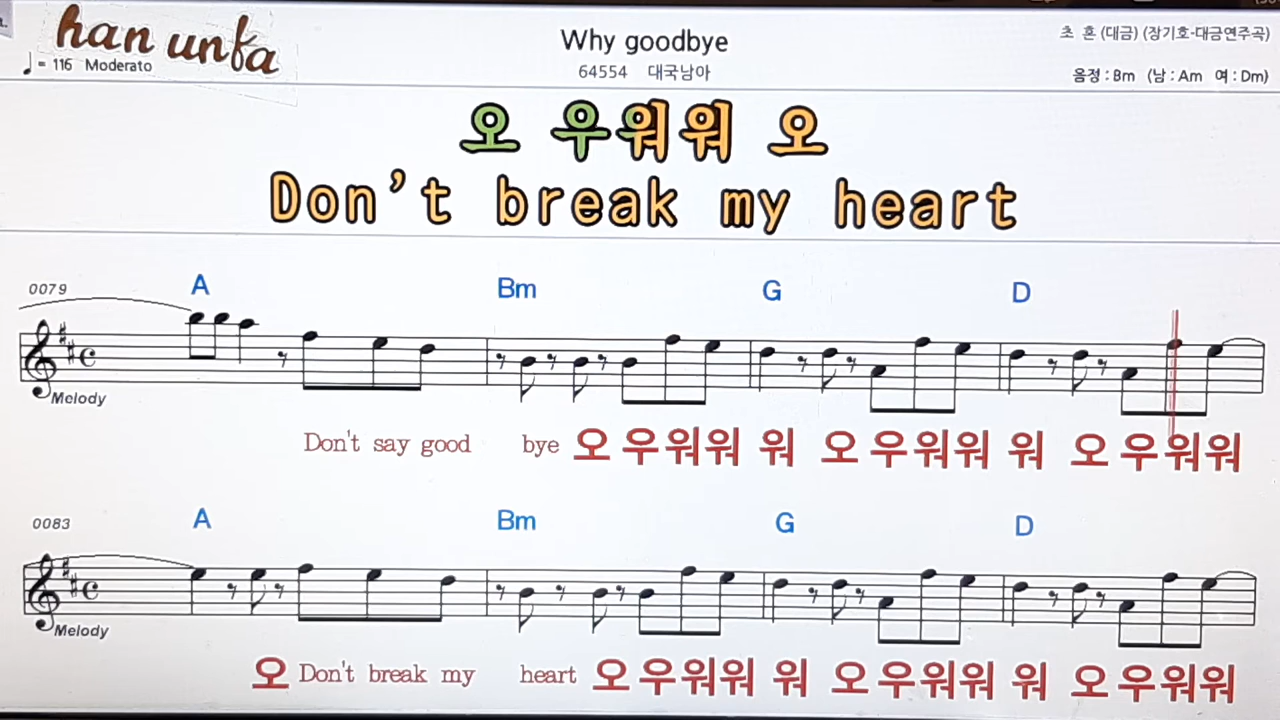 han unfa
♩= 116 Moderato
Why goodbye
64554 대국남아
초 혼 (대금) (장기호-대금연주곡)
음정 : Bm (남 : Am 여 : Dm)
오 우워워 오
Don't break my heart
0079 A Bm G D
Melody
Don't say good bye 오 우워워 워 오 우워워 워 오 우워워
0083 A Bm G D
Melody
오 Don't break my heart 오 우워워 워 오 우워워 워 오 우워워